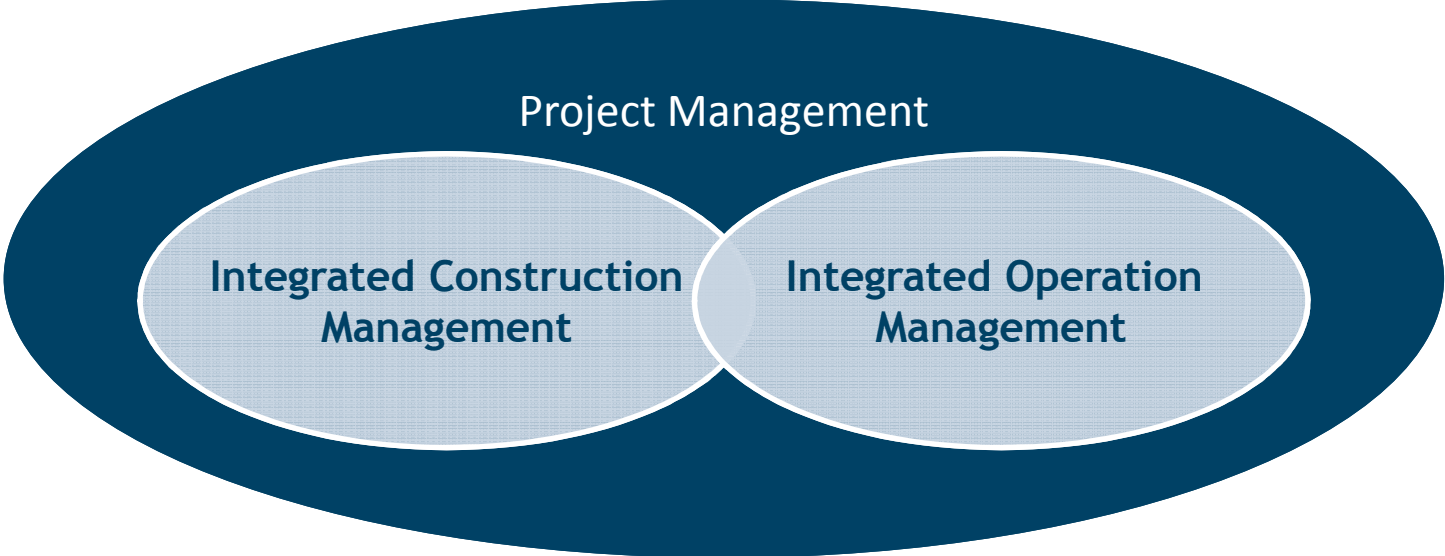 Project Management
Integrated Construction
Management
Integrated Operation
Management